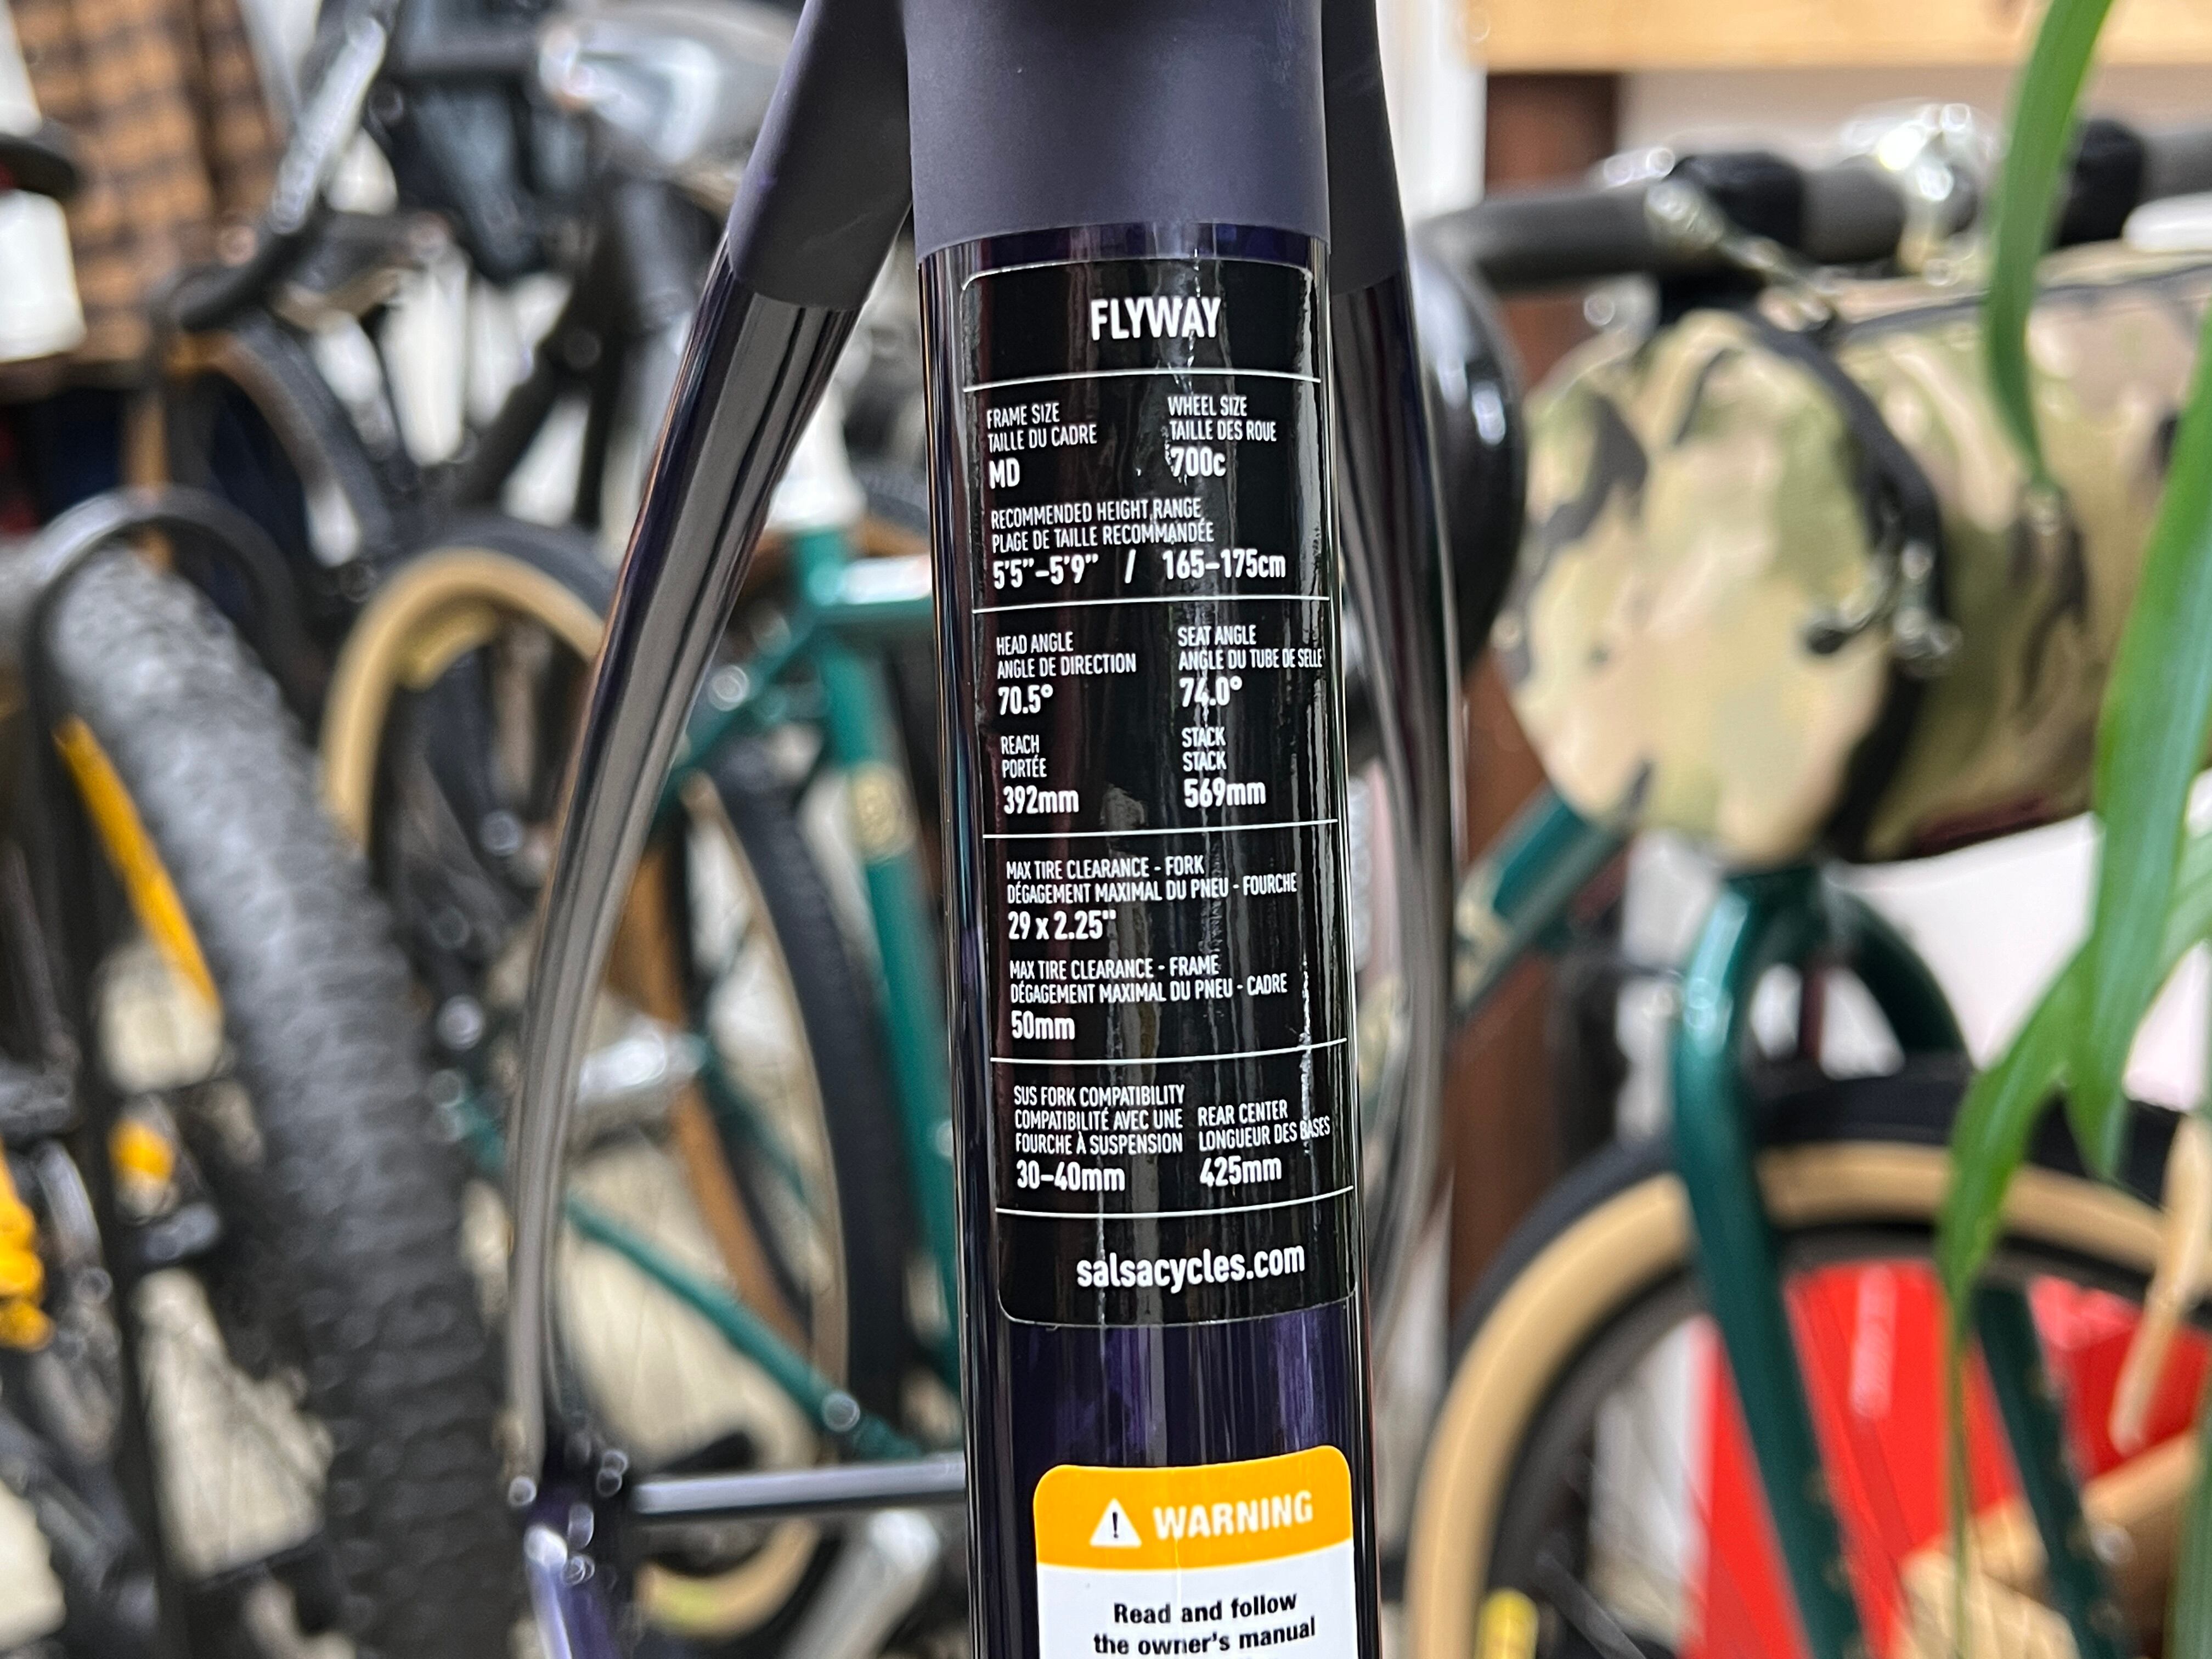 FLYWAY
FRAME SIZE
TAILLE DU CADRE
MD
WHEEL SIZE
TAILLE DES ROUE
700c
RECOMMENDED HEIGHT RANGE
PLAGE DE TAILLE RECOMMANDÉE
5'5"–5'9" / 165–175cm
HEAD ANGLE
ANGLE DE DIRECTION
70.5°
SEAT ANGLE
ANGLE DU TUBE DE SELLE
74.0°
REACH
PORTÉE
392mm
STACK
STACK
569mm
MAX TIRE CLEARANCE - FORK
DÉGAGEMENT MAXIMAL DU PNEU - FOURCHE
29 x 2.25"
MAX TIRE CLEARANCE - FRAME
DÉGAGEMENT MAXIMAL DU PNEU - CADRE
50mm
SUS FORK COMPATIBILITY
COMPATIBILITÉ AVEC UNE
FOURCHE À SUSPENSION
30–40mm
REAR CENTER
LONGUEUR DES BASES
425mm
salsacycles.com
WARNING
Read and follow
the owner's manual